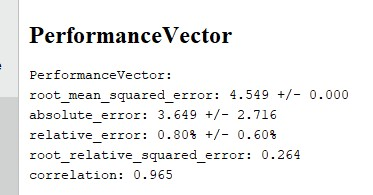 PerformanceVector
PerformanceVector:
root_mean_squared_error: 4.549 +/- 0.000
absolute_error: 3.649 +/- 2.716
relative_error: 0.80% +/- 0.60%
root_relative_squared_error: 0.264
correlation: 0.965